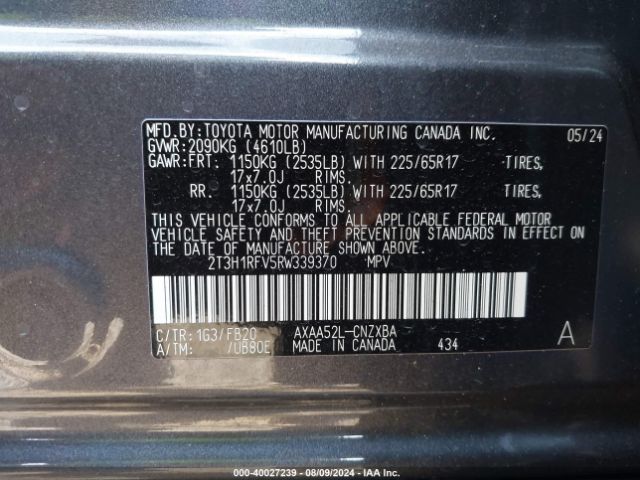 MFD.BY:TOYOTA MOTOR MANUFACTURING CANADA INC. 05/24
GVWR:2090KG (4610LB)
GAWR:FRT. 1150KG (2535LB) WITH 225/65R17 TIRES,
17x7.0J RIMS.
RR. 1150KG (2535LB) WITH 225/65R17 TIRES,
17x7.0J RIMS.
THIS VEHICLE CONFORMS TO ALL APPLICABLE FEDERAL MOTOR
VEHICLE SAFETY AND THEFT PREVENTION STANDARDS IN EFFECT ON
THE DATE OF MANUFACTURE SHOWN ABOVE.
2T3H1RFV5RW339370 MPV
C/TR: 1G3/FB20 AXAA52L-CNZXBA A
A/TM: /UB80E MADE IN CANADA 434
000-40027239 - 08/09/2024 - IAA Inc.